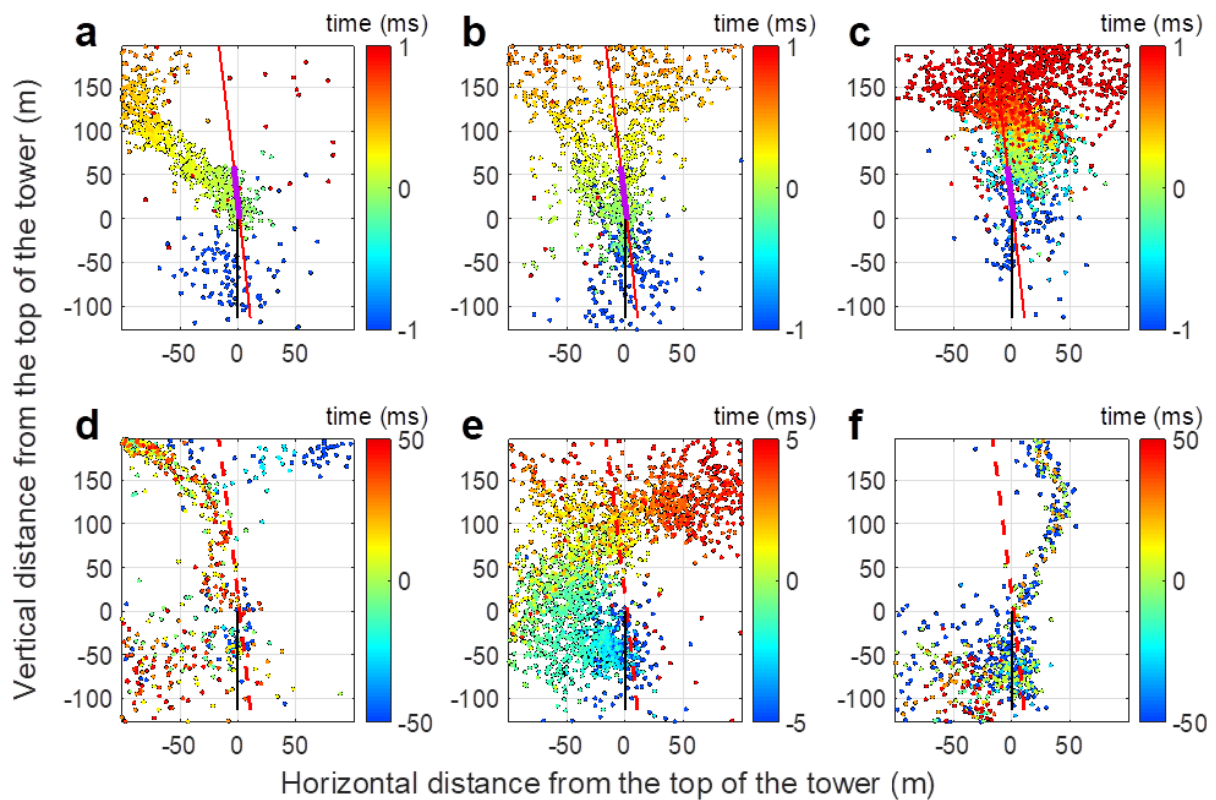 a time (ms) b time (ms) c time (ms)
150 1 150 1 150 1
100 100 100
50 50 50
0 0 0 0 0 0
-50 -50 -50
-100 -1 -100 -1 -100 -1
-50 0 50 -50 0 50 -50 0 50
d time (ms) e time (ms) f time (ms)
150 50 150 5 150 50
100 100 100
50 50 50
0 0 0 0 0 0
-50 -50 -50
-100 -50 -100 -5 -100 -50
-50 0 50 -50 0 50 -50 0 50
Vertical distance from the top of the tower (m)
Horizontal distance from the top of the tower (m)